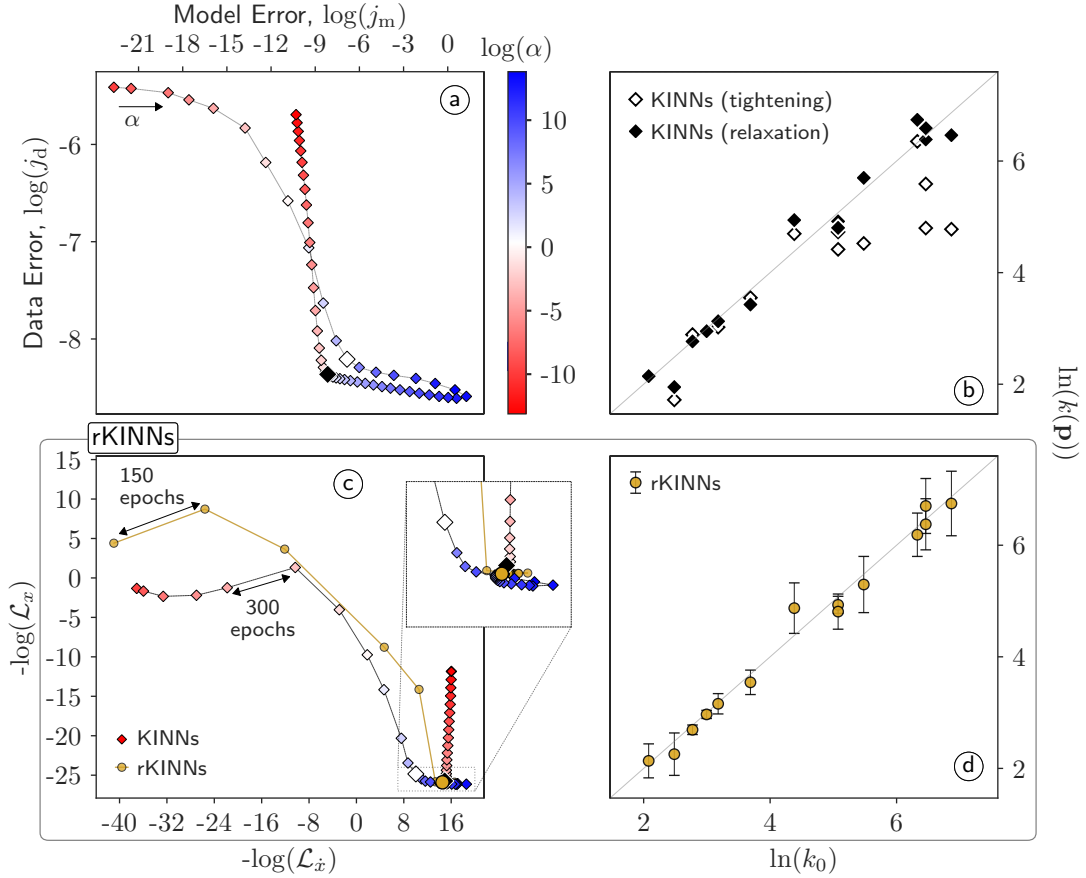 Model Error, log(j_m)
-21 -18 -15 -12 -9 -6 -3 0
log(α)
a
α
Data Error, log(j_d)
-6
-7
-8
10
5
0
-5
-10
KINNs (tightening)
KINNs (relaxation)
b
6
4
2
ln(k(p))
rKINNs
c
150
epochs
300
epochs
-log(ℒ_x)
15
10
5
0
-5
-10
-15
-20
-25
KINNs
rKINNs
-40 -32 -24 -16 -8 0 8 16
-log(ℒ_ẋ)
rKINNs
d
6
4
2
2 4 6
ln(k_0)